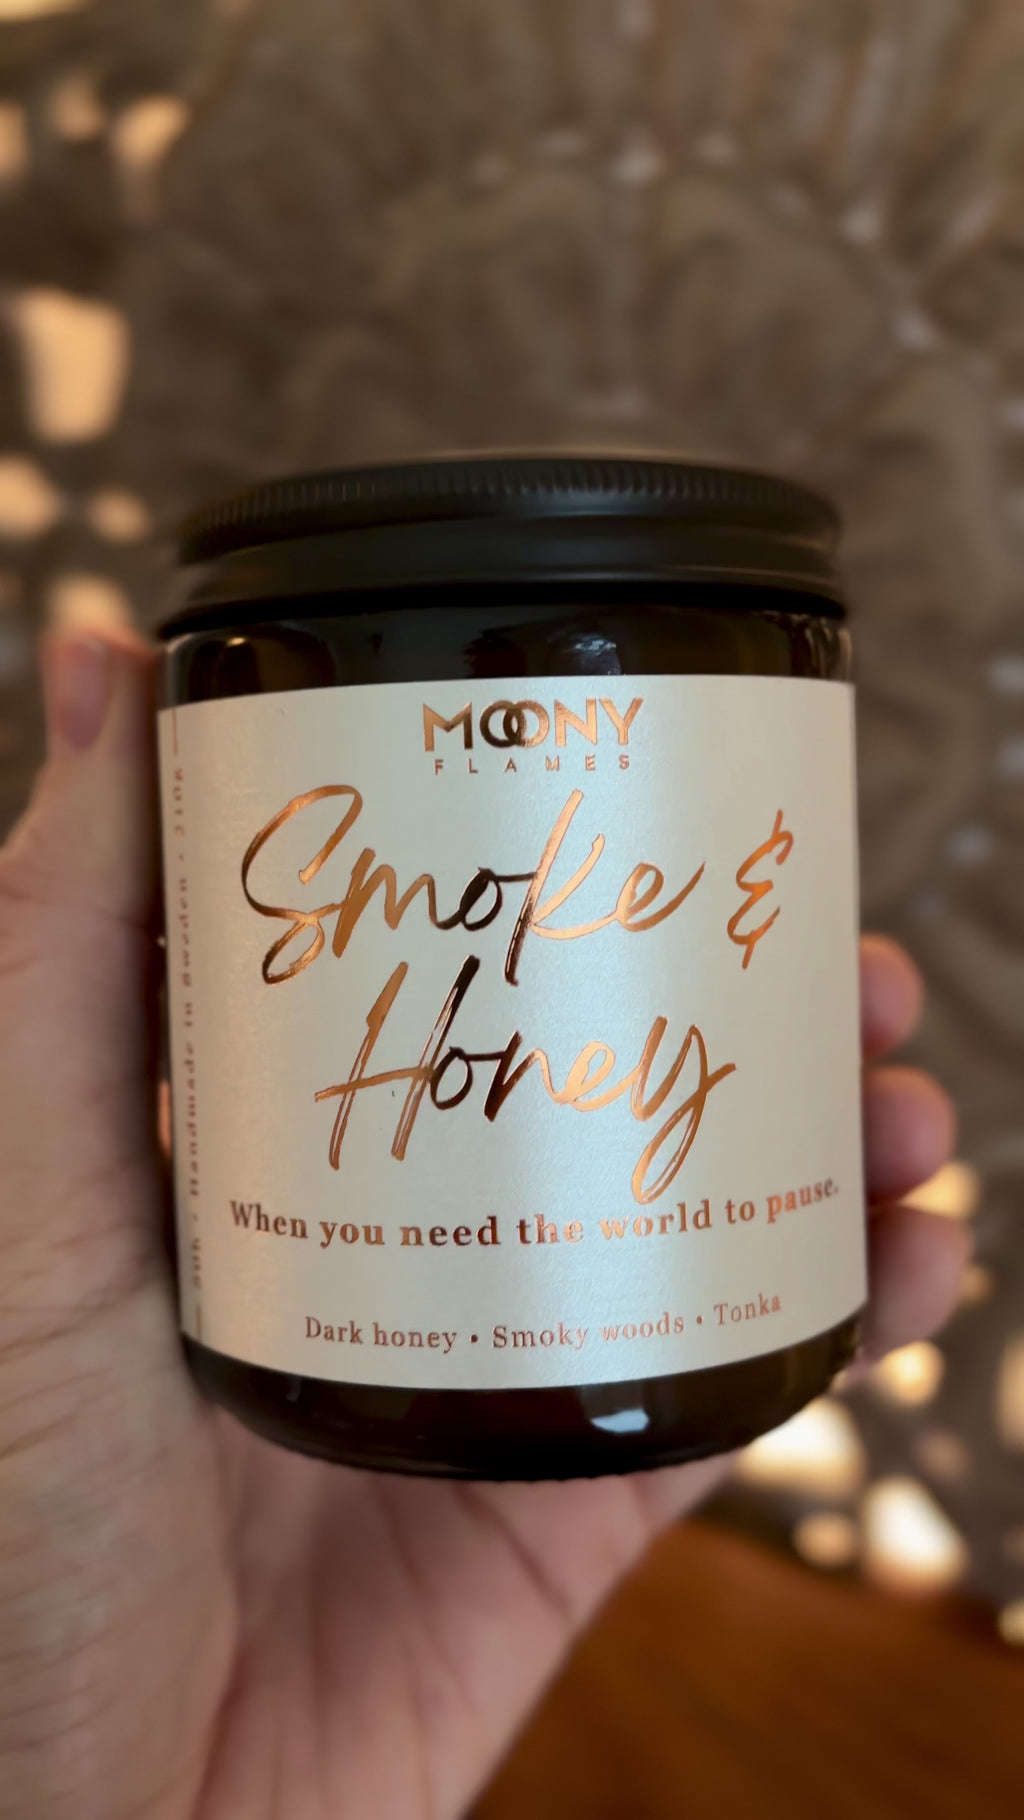 MOONY
FLAMES
Smoke &
Honey
When you need the world to pause.
Dark honey • Smoky woods • Tonka
50h • Handmade in Sweden • 210g